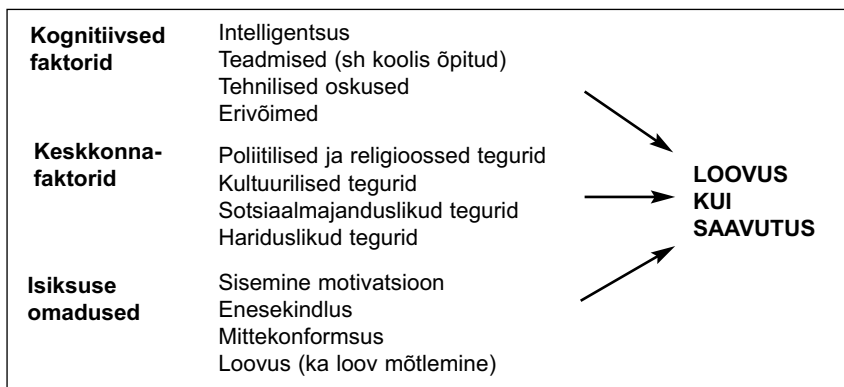 Kognitiivsed
faktorid
Intelligentsus
Teadmised (sh koolis õpitud)
Tehnilised oskused
Erivõimed
Keskkonna-
faktorid
Poliitilised ja religioossed tegurid
Kultuurilised tegurid
Sotsiaalmajanduslikud tegurid
Hariduslikud tegurid
Isiksuse
omadused
Sisemine motivatsioon
Enesekindlus
Mittekonformsus
Loovus (ka loov mõtlemine)
LOOVUS
KUI
SAAVUTUS